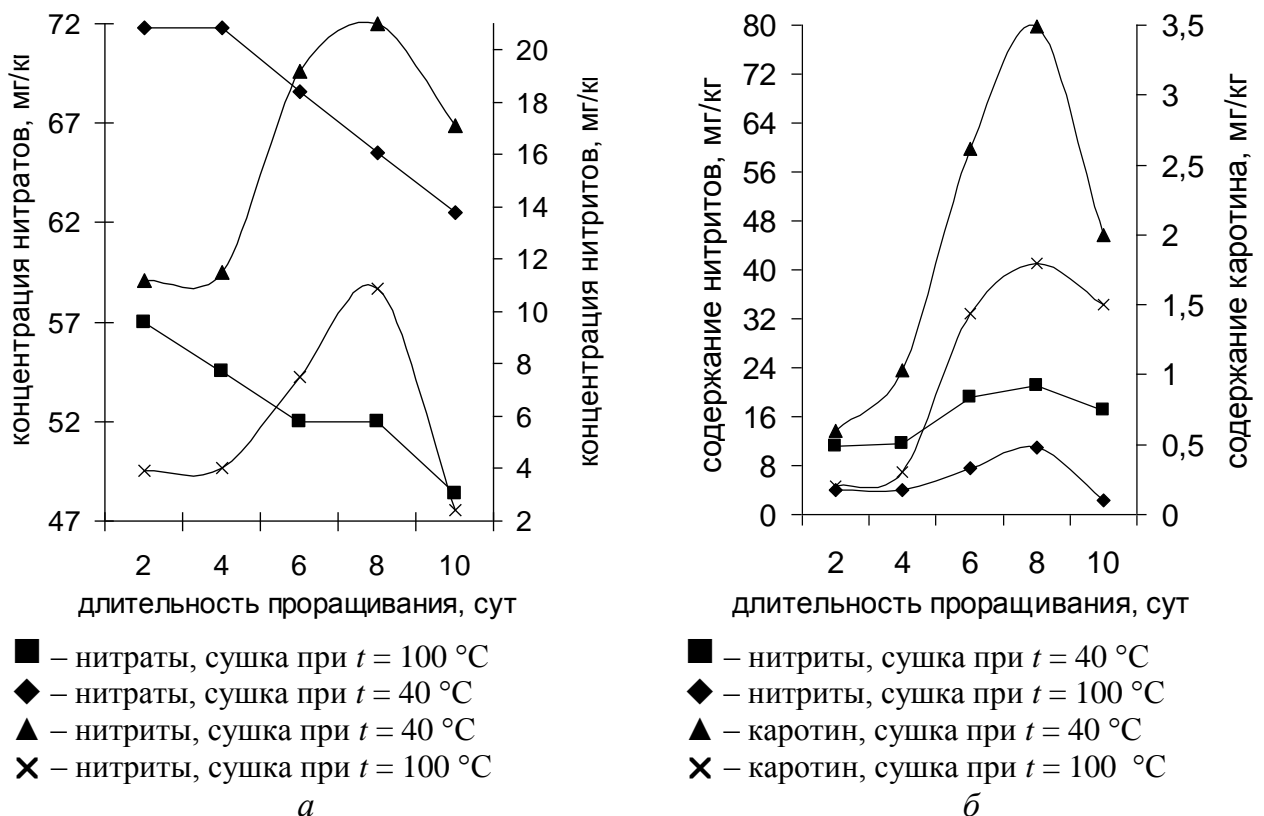 концентрация нитратов, мг/кг
72
67
62
57
52
47
20
18
16
14
12
10
8
6
4
2
концентрация нитритов, мг/кг
2 4 6 8 10
длительность проращивания, сут
– нитраты, сушка при t = 100 °C
– нитраты, сушка при t = 40 °C
– нитриты, сушка при t = 40 °C
– нитриты, сушка при t = 100 °C
а
содержание нитритов, мг/кг
80
72
64
56
48
40
32
24
16
8
0
3,5
3
2,5
2
1,5
1
0,5
0
содержание каротина, мг/кг
2 4 6 8 10
длительность проращивания, сут
– нитриты, сушка при t = 40 °C
– нитриты, сушка при t = 100 °C
– каротин, сушка при t = 40 °C
– каротин, сушка при t = 100 °C
б